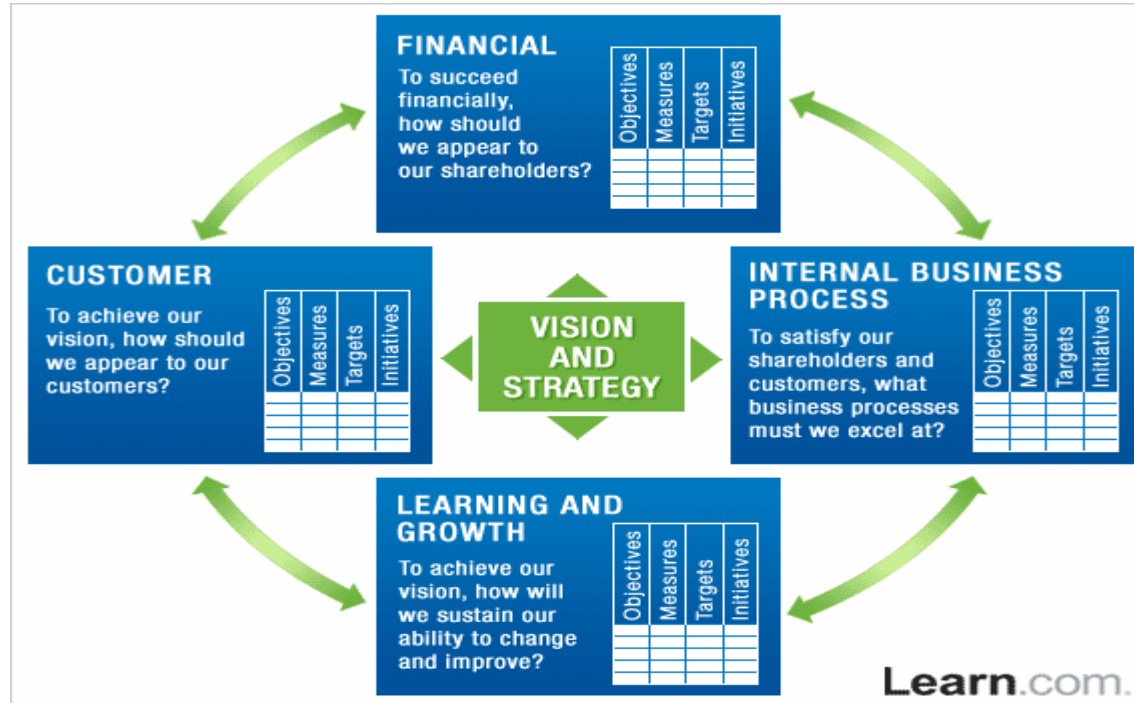 FINANCIAL
To succeed
financially,
how should
we appear to
our shareholders?
Objectives
Measures
Targets
Initiatives
CUSTOMER
To achieve our
vision, how should
we appear to our
customers?
Objectives
Measures
Targets
Initiatives
VISION
AND
STRATEGY
INTERNAL BUSINESS
PROCESS
To satisfy our
shareholders and
customers, what
business processes
must we excel at?
Objectives
Measures
Targets
Initiatives
LEARNING AND
GROWTH
To achieve our
vision, how will
we sustain our
ability to change
and improve?
Objectives
Measures
Targets
Initiatives
Learn.com.